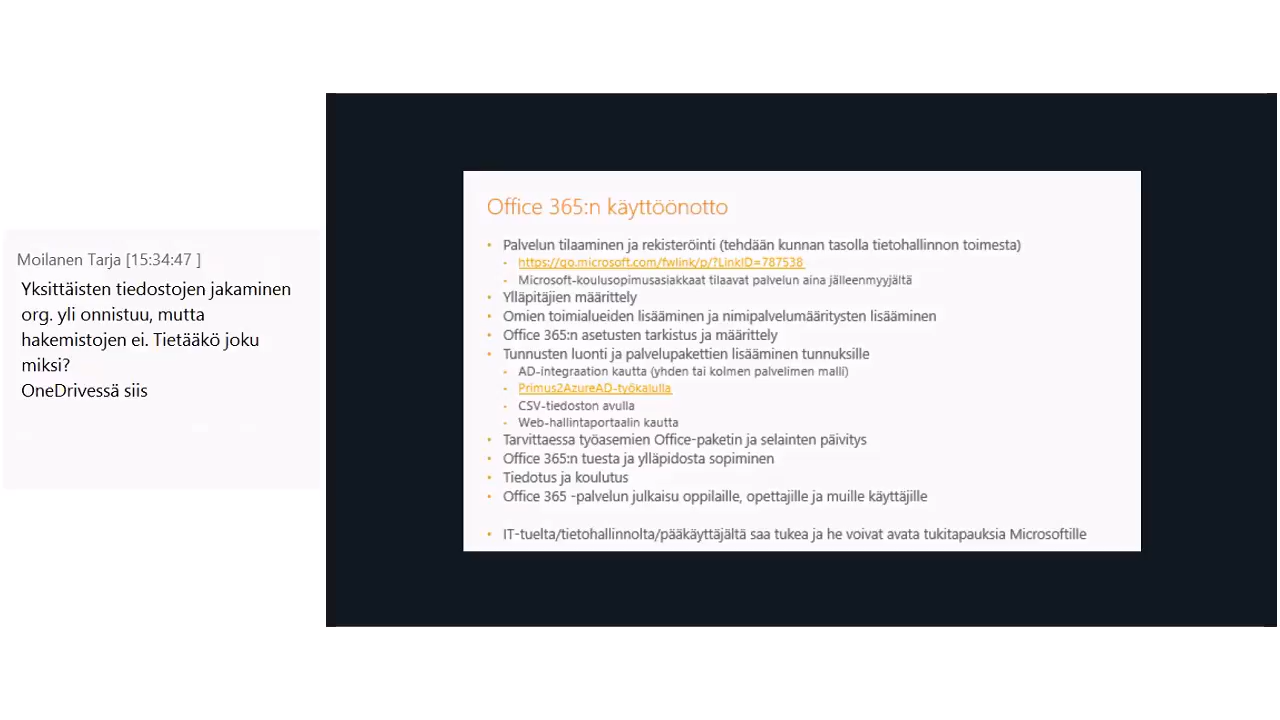 Moilanen Tarja [15:34:47 ]
Yksittäisten tiedostojen jakaminen
org. yli onnistuu, mutta
hakemistojen ei. Tietääkö joku
miksi?
OneDrivessä siis
Office 365:n käyttöönotto
• Palvelun tilaaminen ja rekisteröinti (tehdään kunnan tasolla tietohallinnon toimesta)
• https://go.microsoft.com/fwlink/p/?LinkID=787538
• Microsoft-koulusopimusasiakkaat tilaavat palvelun aina jälleenmyyjältä
• Ylläpitäjien määrittely
• Omien toimialueiden lisääminen ja nimipalvelumääritysten lisääminen
• Office 365:n asetusten tarkistus ja määrittely
• Tunnusten luonti ja palvelupakettien lisääminen tunnuksille
• AD-integraation kautta (yhden tai kolmen palvelimen malli)
• Primus2AzureAD-työkalulla
• CSV-tiedoston avulla
• Web-hallintaportaalin kautta
• Tarvittaessa työasemien Office-paketin ja selainten päivitys
• Office 365:n tuesta ja ylläpidosta sopiminen
• Tiedotus ja koulutus
• Office 365 -palvelun julkaisu oppilaille, opettajille ja muille käyttäjille
• IT-tuelta/tietohallinnolta/pääkäyttäjältä saa tukea ja he voivat avata tukitapauksia Microsoftille